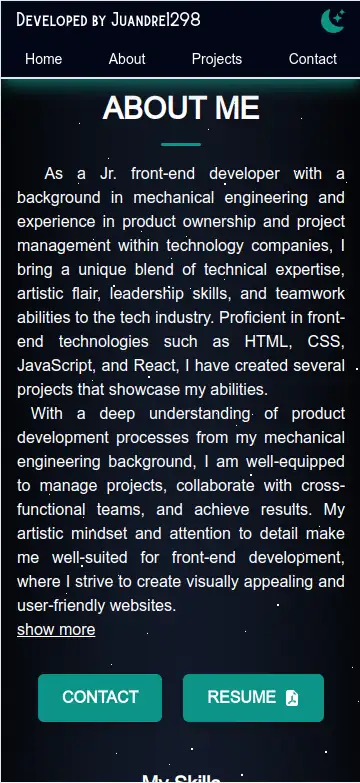 Developed by Juandre1298
Home About Projects Contact
ABOUT ME
As a Jr. front-end developer with a
background in mechanical engineering and
experience in product ownership and project
management within technology companies, I
bring a unique blend of technical expertise,
artistic flair, leadership skills, and teamwork
abilities to the tech industry. Proficient in front-
end technologies such as HTML, CSS,
JavaScript, and React, I have created several
projects that showcase my abilities.
With a deep understanding of product
development processes from my mechanical
engineering background, I am well-equipped
to manage projects, collaborate with cross-
functional teams, and achieve results. My
artistic mindset and attention to detail make
me well-suited for front-end development,
where I strive to create visually appealing and
user-friendly websites.
show more
CONTACT RESUME
My Skills